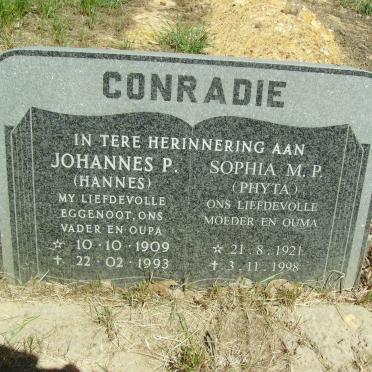 CONRADIE
IN TERE HERINNERING AAN
JOHANNES P.
(HANNES)
MY LIEFDEVOLLE
EGGENOOT, ONS
VADER EN OUPA
☆ 10·10·1909
† 22·02·1993
SOPHIA M.P.
(PHYTA)
ONS LIEFDEVOLLE
MOEDER EN OUMA
☆ 21·8·1921
† 3·11·1998